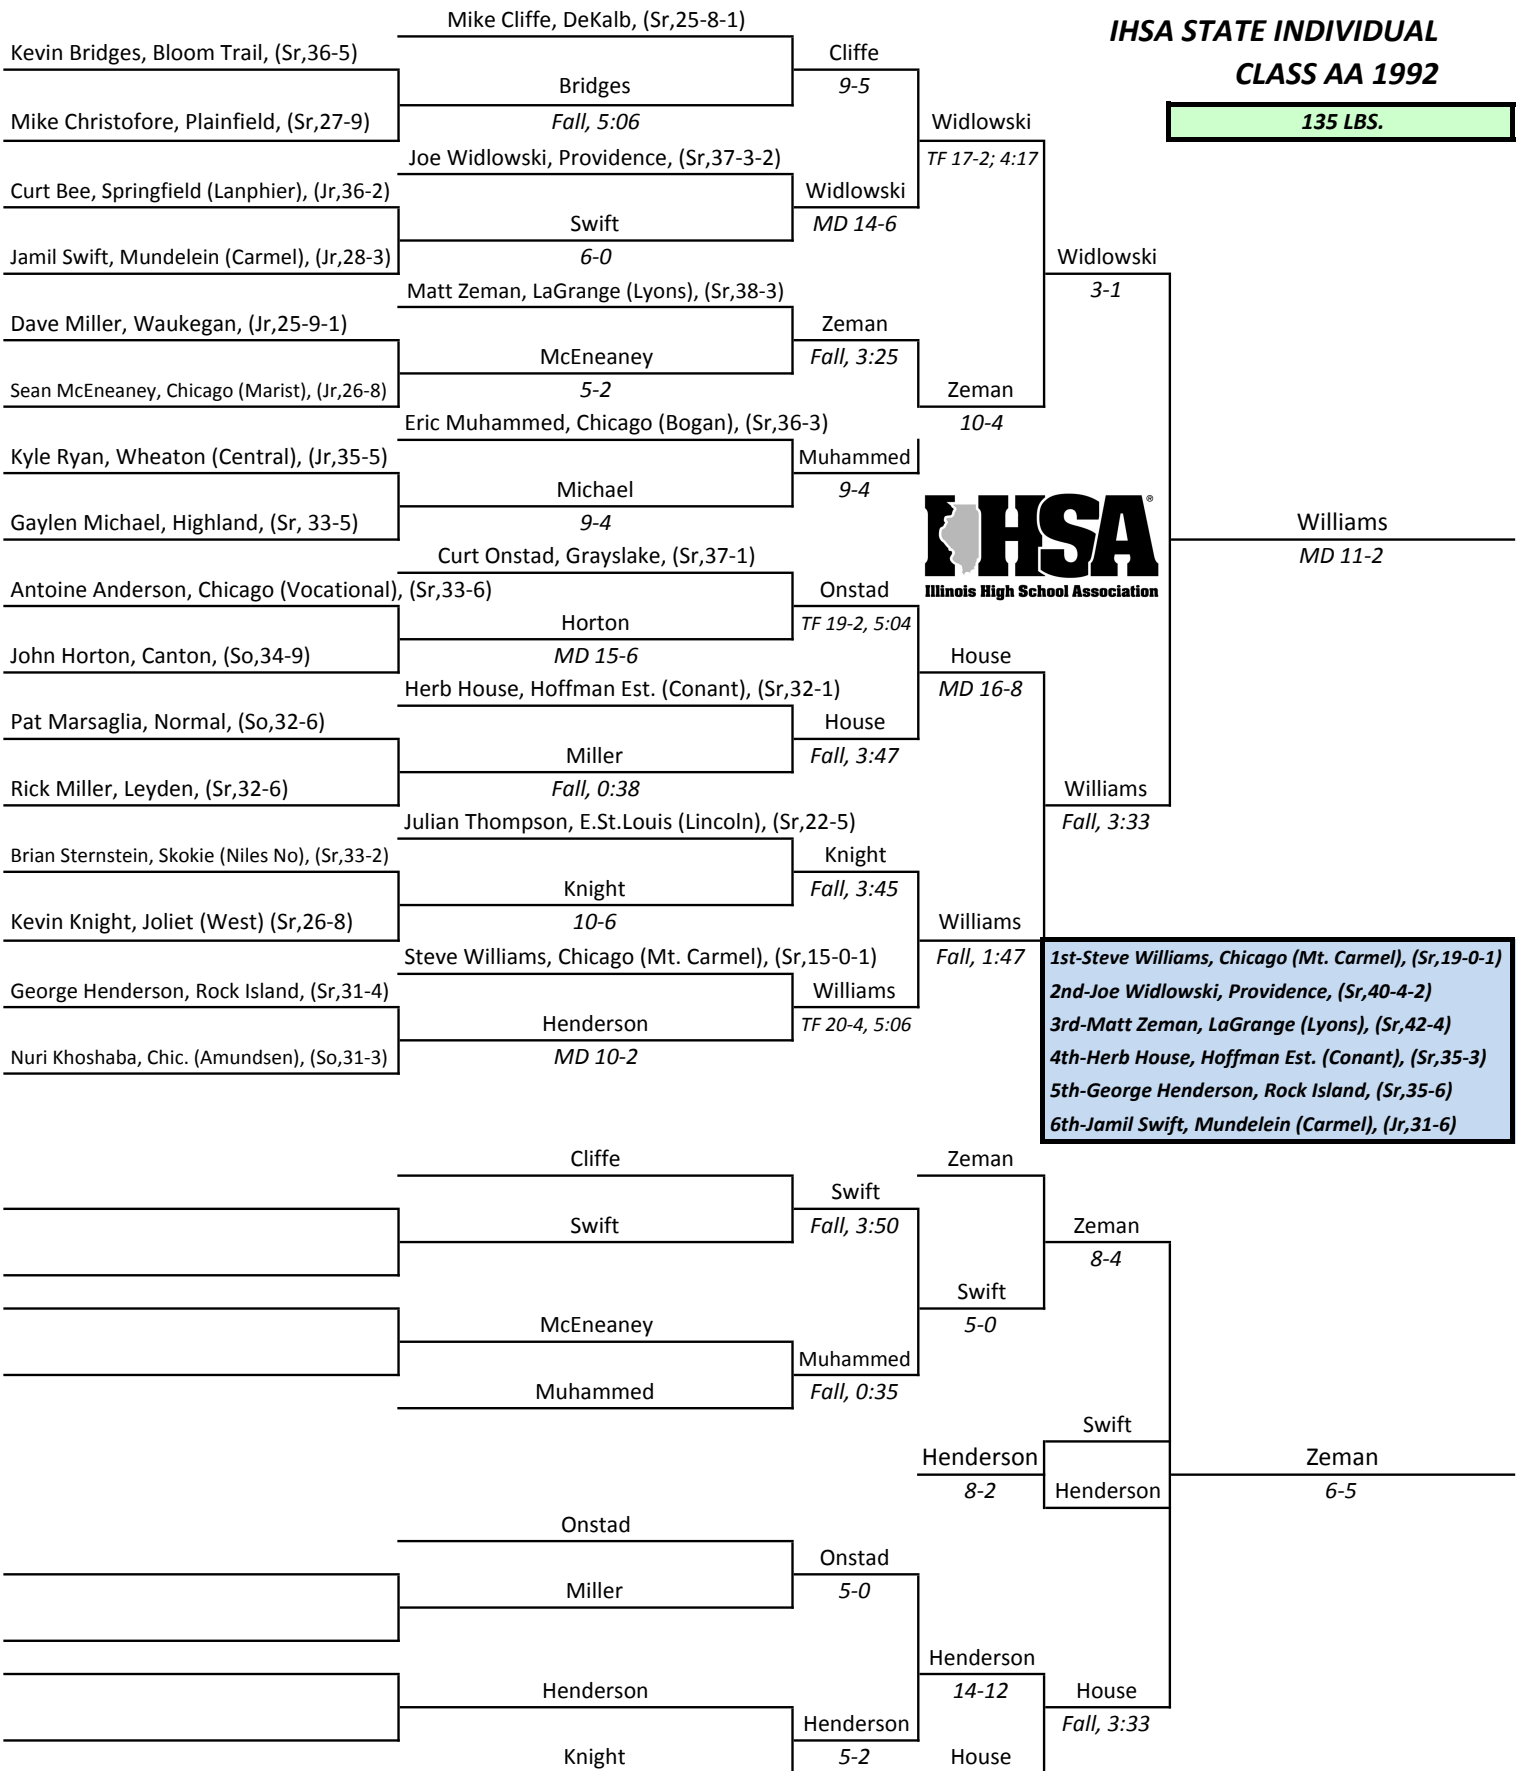 Mike Cliffe, DeKalb, (Sr,25-8-1)
IHSA STATE INDIVIDUAL
CLASS AA 1992
135 LBS.
Kevin Bridges, Bloom Trail, (Sr,36-5)
Cliffe
9-5
Bridges
Fall, 5:06
Mike Christofore, Plainfield, (Sr,27-9)
Widlowski
TF 17-2; 4:17
Joe Widlowski, Providence, (Sr,37-3-2)
Curt Bee, Springfield (Lanphier), (Jr,36-2)
Widlowski
MD 14-6
Swift
6-0
Jamil Swift, Mundelein (Carmel), (Jr,28-3)
Widlowski
3-1
Matt Zeman, LaGrange (Lyons), (Sr,38-3)
Dave Miller, Waukegan, (Jr,25-9-1)
Zeman
Fall, 3:25
McEneaney
5-2
Sean McEneaney, Chicago (Marist), (Jr,26-8)
Zeman
10-4
Eric Muhammed, Chicago (Bogan), (Sr,36-3)
Kyle Ryan, Wheaton (Central), (Jr,35-5)
Muhammed
9-4
Michael
9-4
Gaylen Michael, Highland, (Sr, 33-5)
IHSA®
Illinois High School Association
Williams
MD 11-2
Curt Onstad, Grayslake, (Sr,37-1)
Antoine Anderson, Chicago (Vocational), (Sr,33-6)
Onstad
TF 19-2, 5:04
Horton
MD 15-6
John Horton, Canton, (So,34-9)
House
MD 16-8
Herb House, Hoffman Est. (Conant), (Sr,32-1)
Pat Marsaglia, Normal, (So,32-6)
House
Fall, 3:47
Miller
Fall, 0:38
Rick Miller, Leyden, (Sr,32-6)
Williams
Fall, 3:33
Julian Thompson, E.St.Louis (Lincoln), (Sr,22-5)
Brian Sternstein, Skokie (Niles No), (Sr,33-2)
Knight
Fall, 3:45
Knight
10-6
Kevin Knight, Joliet (West) (Sr,26-8)
Williams
Fall, 1:47
Steve Williams, Chicago (Mt. Carmel), (Sr,15-0-1)
George Henderson, Rock Island, (Sr,31-4)
Williams
TF 20-4, 5:06
Henderson
MD 10-2
Nuri Khoshaba, Chic. (Amundsen), (So,31-3)
1st-Steve Williams, Chicago (Mt. Carmel), (Sr,19-0-1)
2nd-Joe Widlowski, Providence, (Sr,40-4-2)
3rd-Matt Zeman, LaGrange (Lyons), (Sr,42-4)
4th-Herb House, Hoffman Est. (Conant), (Sr,35-3)
5th-George Henderson, Rock Island, (Sr,35-6)
6th-Jamil Swift, Mundelein (Carmel), (Jr,31-6)
Cliffe
Zeman
Swift
Fall, 3:50
Swift
Zeman
8-4
Swift
5-0
McEneaney
Muhammed
Fall, 0:35
Muhammed
Swift
Henderson
8-2
Henderson
Zeman
6-5
Onstad
Onstad
5-0
Miller
Henderson
14-12
Henderson
House
Fall, 3:33
Henderson
5-2
Knight
House